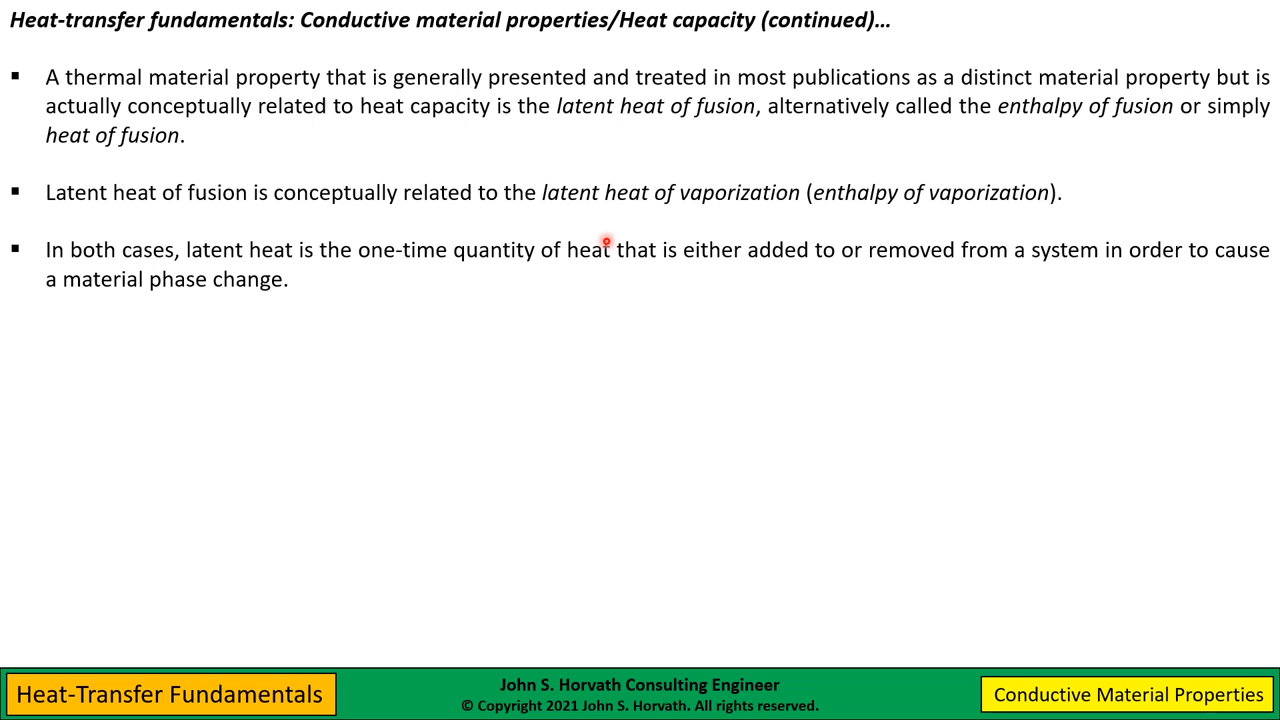 Heat-transfer fundamentals: Conductive material properties/Heat capacity (continued)…
▪ A thermal material property that is generally presented and treated in most publications as a distinct material property but is
actually conceptually related to heat capacity is the latent heat of fusion, alternatively called the enthalpy of fusion or simply
heat of fusion.
▪ Latent heat of fusion is conceptually related to the latent heat of vaporization (enthalpy of vaporization).
▪ In both cases, latent heat is the one-time quantity of heat that is either added to or removed from a system in order to cause
a material phase change.
Heat-Transfer Fundamentals
John S. Horvath Consulting Engineer
© Copyright 2021 John S. Horvath. All rights reserved.
Conductive Material Properties